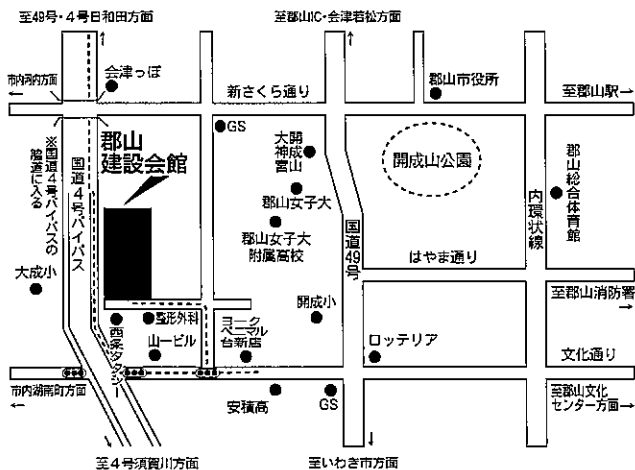 至49号・4号日和田方面
至郡山IC・会津若松方面
市内河内方面
会津っぽ
新さくら通り
郡山市役所
至郡山駅
郡山
建設会館
GS
大開
神成
宮山
開成山公園
郡山総合体育館
※国道4号バイパスの
脇道に入る
国道4号バイパス
郡山女子大
郡山女子大
附属高校
国道49号
内環状線
はやま通り
大成小
至郡山消防署
西条タクシー
整形外科
山一ビル
ヨーク
ベニマル
台新店
開成小
ロッテリア
文化通り
市内湖南町方面
安積高
GS
至郡山文化
センター方面
至4号須賀川方面
至いわき市方面